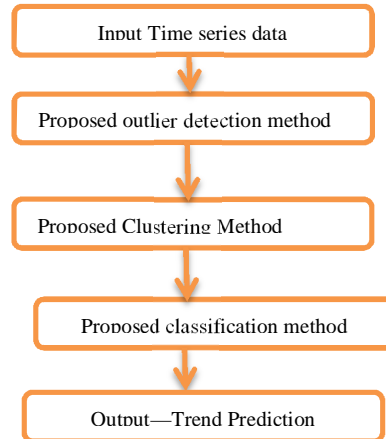 Input Time series data
Proposed outlier detection method
Proposed Clustering Method
Proposed classification method
Output—Trend Prediction